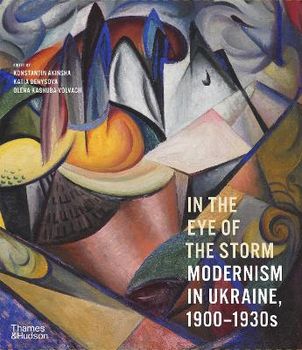 EDITED BY
KONSTANTIN AKINSHA
KATIA DENYSOVA
OLENA KASHUBA-VOLVACH
IN THE
EYE OF
THE STORM
MODERNISM
IN UKRAINE,
1900–1930s
Thames
&Hudson